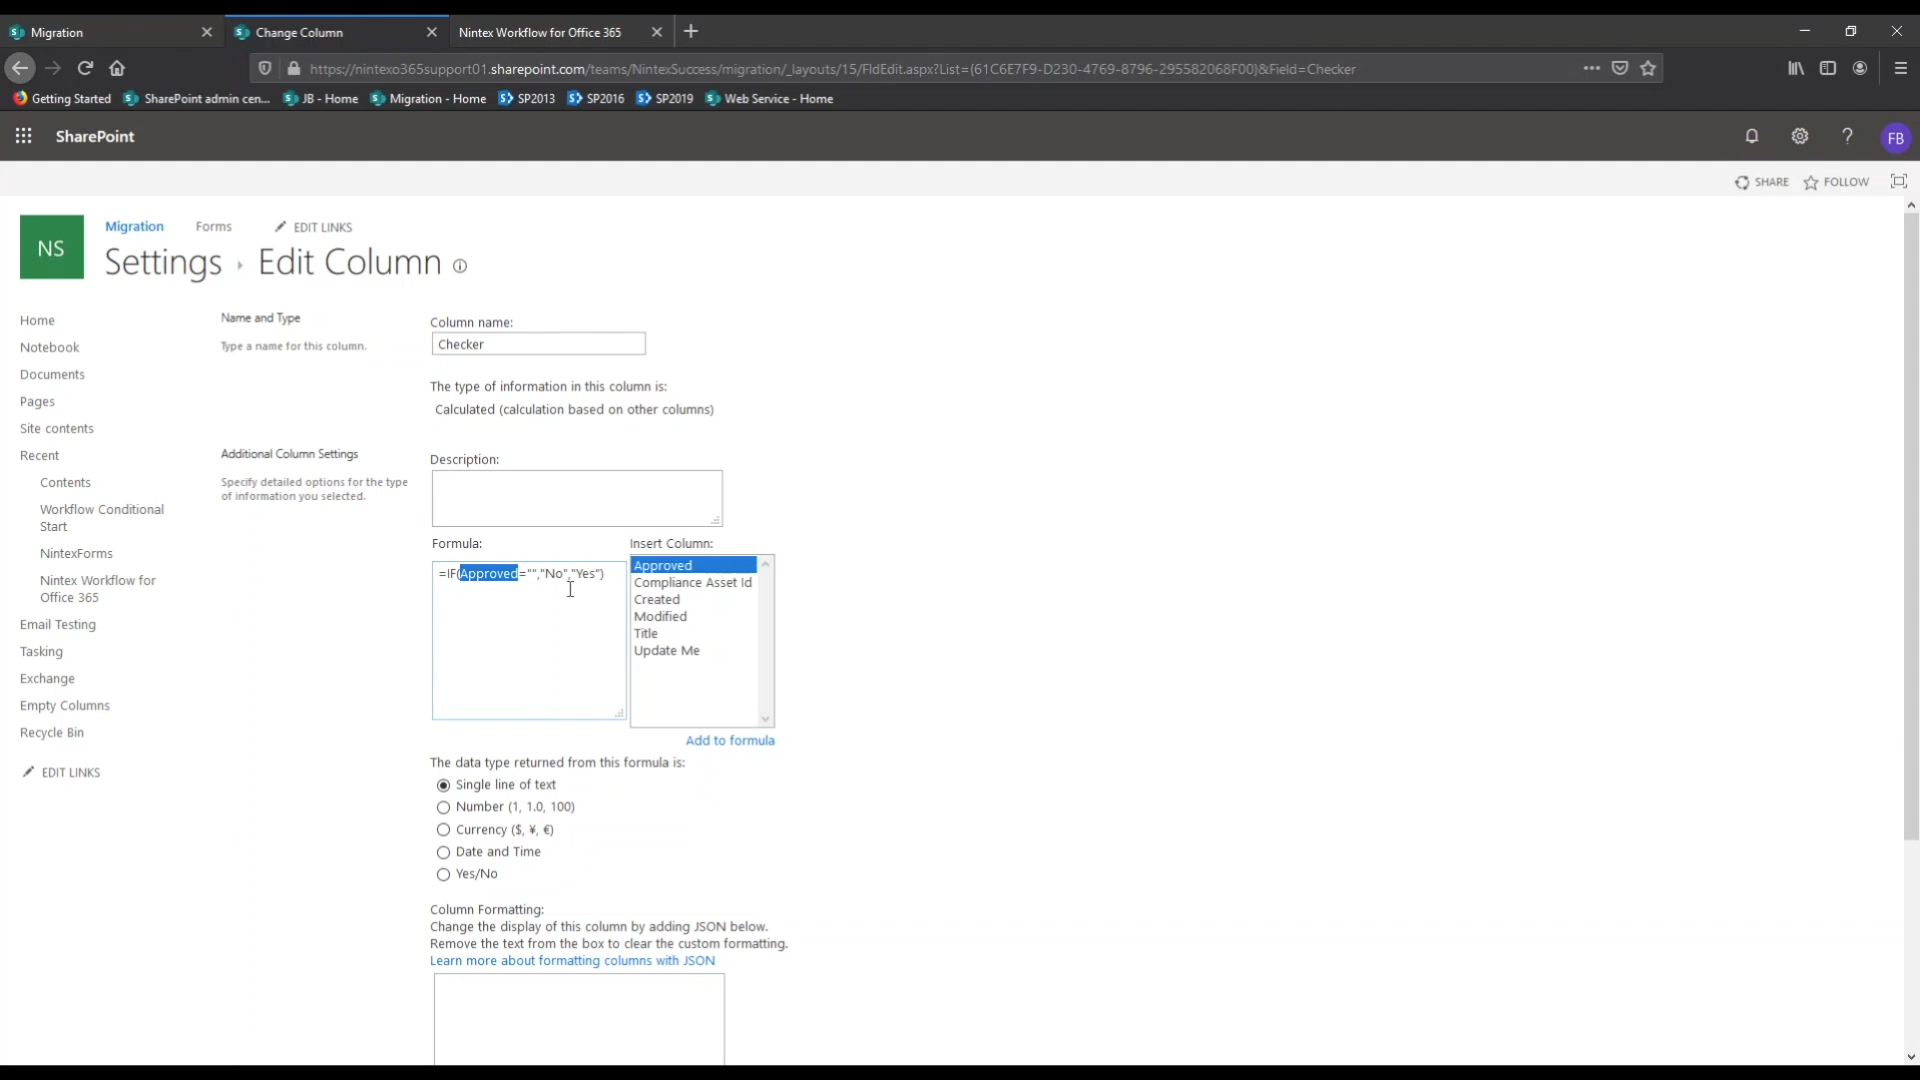 Migration
Change Column
Nintex Workflow for Office 365
https://nintexo365support01.sharepoint.com/teams/NintexSuccess/migration/_layouts/15/FldEdit.aspx?List={61C6E7F9-D230-4769-8796-295582068F00}&Field=Checker
Getting Started
SharePoint admin cen...
JB - Home
Migration - Home
SP2013
SP2016
SP2019
Web Service - Home
SharePoint
FB
SHARE
FOLLOW
NS
Migration
Forms
EDIT LINKS
Settings › Edit Column
Home
Notebook
Documents
Pages
Site contents
Recent
Contents
Workflow Conditional
Start
NintexForms
Nintex Workflow for
Office 365
Email Testing
Tasking
Exchange
Empty Columns
Recycle Bin
EDIT LINKS
Name and Type
Type a name for this column.
Column name:
Checker
The type of information in this column is:
Calculated (calculation based on other columns)
Additional Column Settings
Specify detailed options for the type
of information you selected.
Description:
Formula:
=IF(Approved="","No","Yes")
Insert Column:
Approved
Compliance Asset Id
Created
Modified
Title
Update Me
Add to formula
The data type returned from this formula is:
Single line of text
Number (1, 1.0, 100)
Currency ($, ¥, €)
Date and Time
Yes/No
Column Formatting:
Change the display of this column by adding JSON below.
Remove the text from the box to clear the custom formatting.
Learn more about formatting columns with JSON